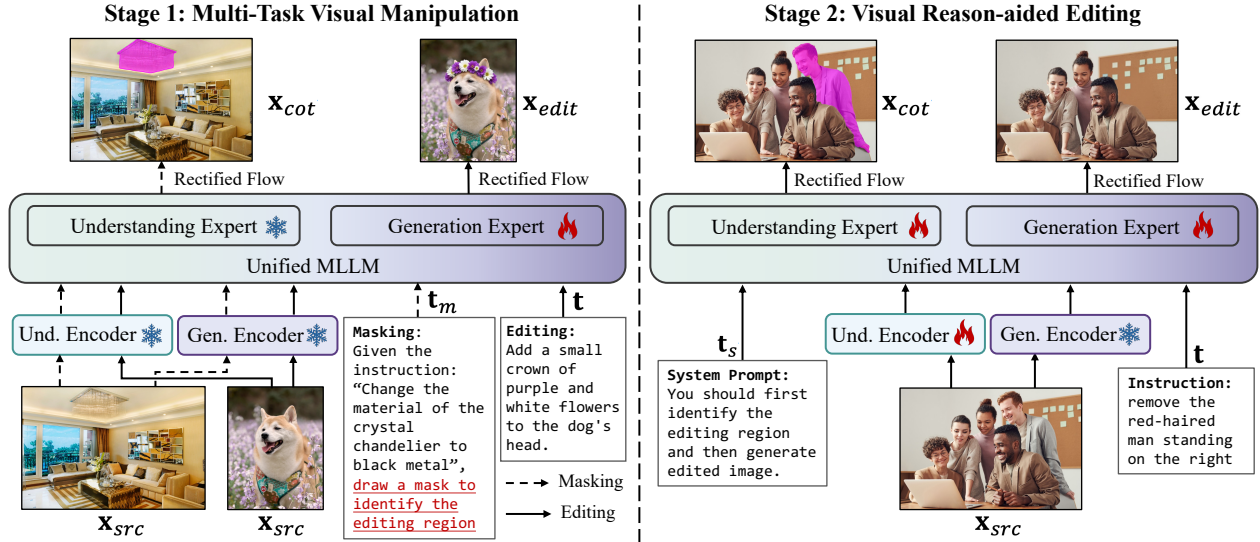 Stage 1: Multi-Task Visual Manipulation
x_cot
x_edit
Rectified Flow
Rectified Flow
Understanding Expert
Generation Expert
Unified MLLM
t_m
t
Und. Encoder
Gen. Encoder
Masking:
Given the
instruction:
“Change the
material of the
crystal
chandelier to
black metal”,
draw a mask to
identify the
editing region
Editing:
Add a small
crown of
purple and
white flowers
to the dog's
head.
Masking
Editing
x_src
x_src
Stage 2: Visual Reason-aided Editing
x_cot
x_edit
Rectified Flow
Rectified Flow
Understanding Expert
Generation Expert
Unified MLLM
t_s
Und. Encoder
Gen. Encoder
t
System Prompt:
You should first
identify the
editing region
and then generate
edited image.
Instruction:
remove the
red-haired
man standing
on the right
x_src